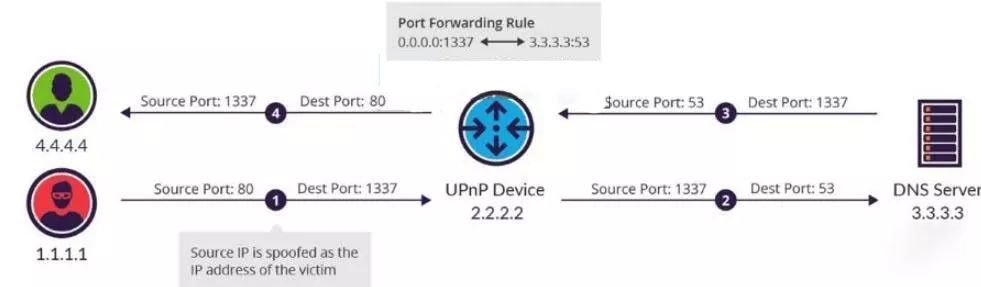 Port Forwarding Rule
0.0.0.0:1337 3.3.3.3:53
Source Port: 1337 4 Dest Port: 80
Source Port: 53 3 Dest Port: 1337
4.4.4.4
Source Port: 80 1 Dest Port: 1337
UPnP Device
2.2.2.2
Source Port: 1337 2 Dest Port: 53
DNS Server
3.3.3.3
1.1.1.1
Source IP is spoofed as the
IP address of the victim